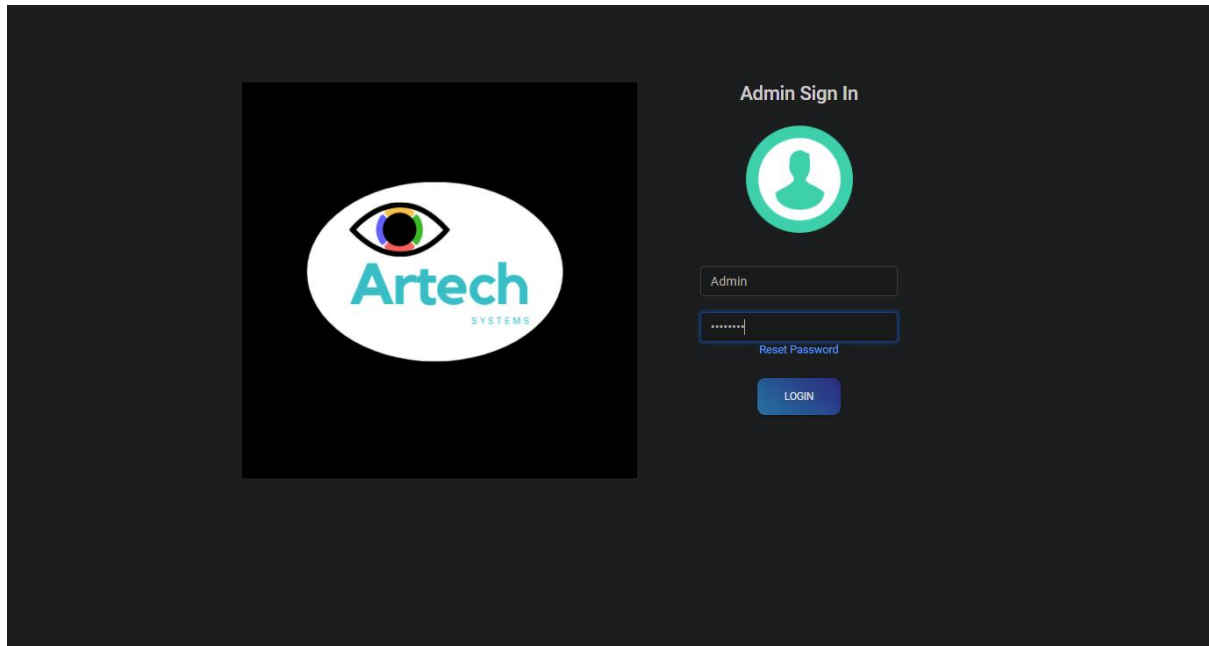 Artech
SYSTEMS
Admin Sign In
Admin
••••••••
Reset Password
LOGIN